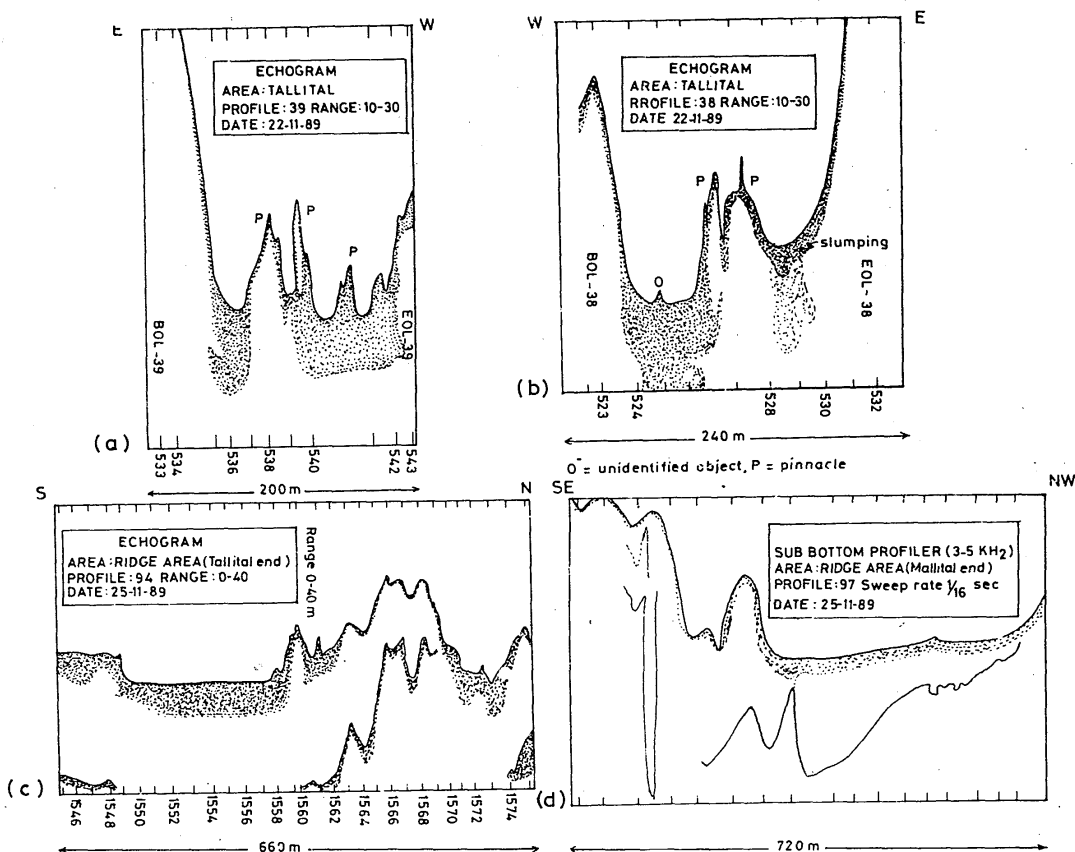 E W
ECHOGRAM
AREA:TALLITAL
PROFILE:39 RANGE:10-30
DATE:22-11-89
P P P
BOL-39
EOL 39
(a)
533 534 536 538 540 542 543
200m
W E
ECHOGRAM
AREA:TALLITAL
RROFILE:38 RANGE:10-30
DATE 22-11-89
P P
slumping
O
BOL-38
EOL-38
(b)
523 524 528 530 532
240 m
O = unidentified object, P = pinnacle
S N
ECHOGRAM
AREA:RIDGE AREA(Tallital end)
PROFILE:94 RANGE:0-40
DATE:25-11-89
Range 0-40m
(c)
1546 1548 1550 1552 1554 1556 1558 1560 1562 1564 1566 1568 1570 1572 1574
660m
SE NW
SUB BOTTOM PROFILER (3-5 KH2)
AREA:RIDGE AREA(Mallital end)
PROFILE:97 Sweep rate 1/16 sec
DATE : 25-11-89
(d)
720 m